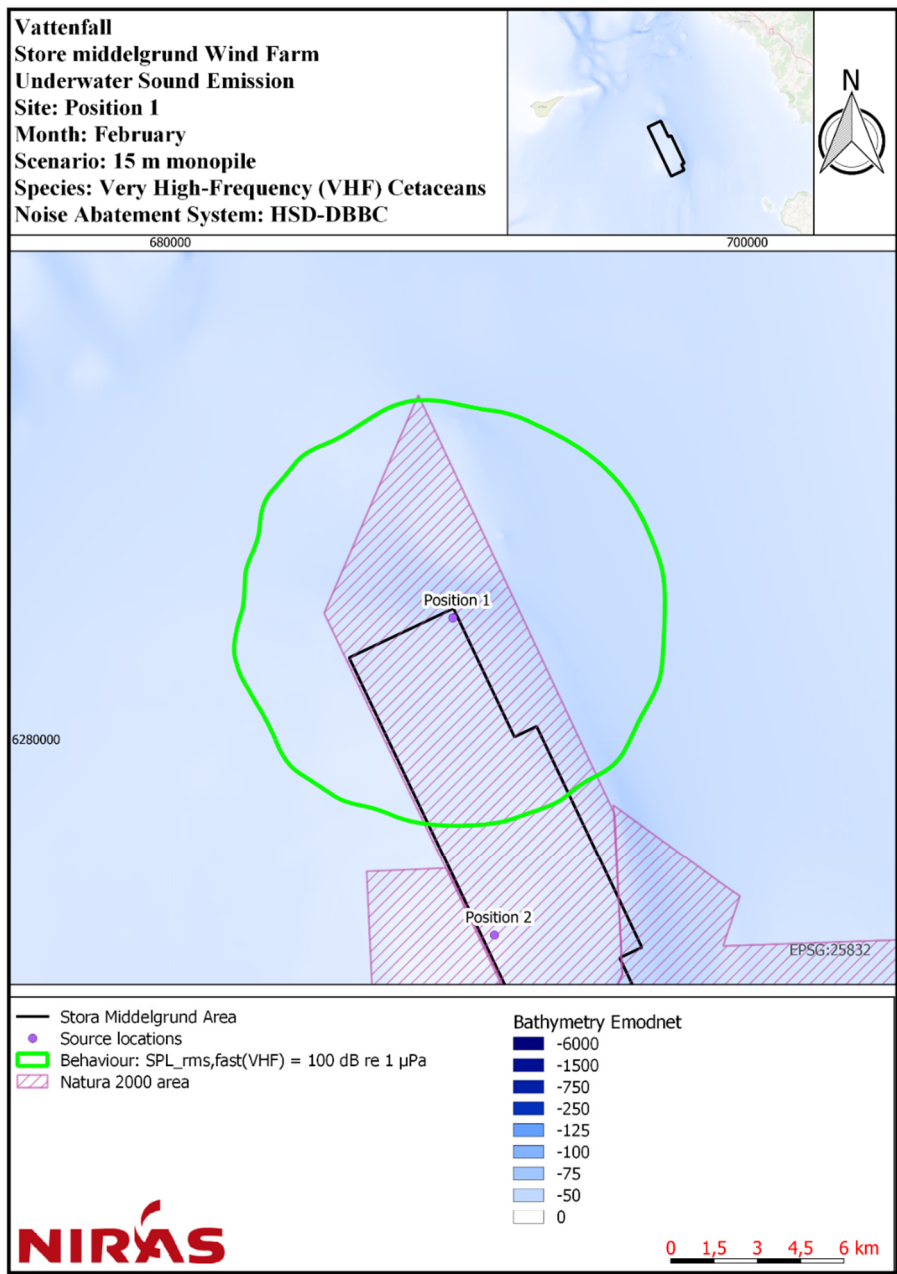 Vattenfall
Store middelgrund Wind Farm
Underwater Sound Emission
Site: Position 1
Month: February
Scenario: 15 m monopile
Species: Very High-Frequency (VHF) Cetaceans
Noise Abatement System: HSD-DBBC
N
680000 700000
Position 1
6280000
Position 2
EPSG:25832
Stora Middelgrund Area
Source locations
Behaviour: SPL_rms,fast(VHF) = 100 dB re 1 µPa
Natura 2000 area
Bathymetry Emodnet
-6000
-1500
-750
-250
-125
-100
-75
-50
0
NIRAS
0 1,5 3 4,5 6 km